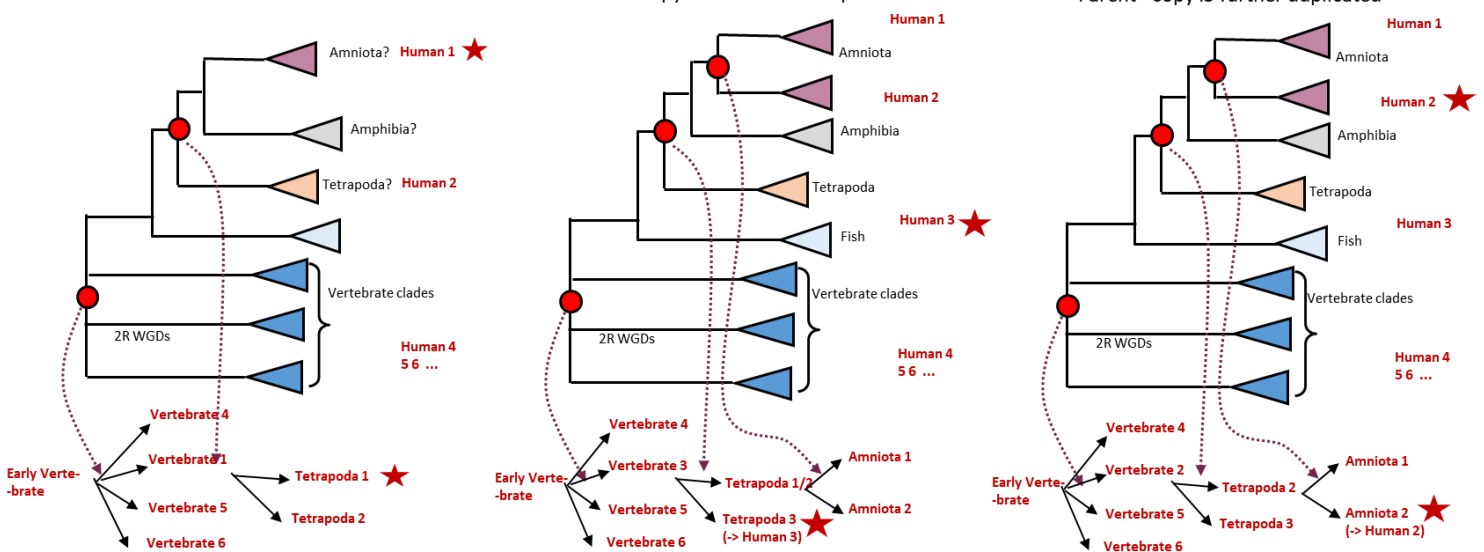 Parent - copy is further duplicated
Amniota? Human 1
Amphibia?
Tetrapoda? Human 2
Vertebrate clades
2R WGDs
Human 4
5 6 ...
Vertebrate 4
Early Verte-
-brate
Vertebrate 1
Vertebrate 5
Vertebrate 6
Tetrapoda 1
Tetrapoda 2
Human 1
Amniota
Human 2
Amphibia
Tetrapoda
Human 3
Fish
Vertebrate clades
2R WGDs
Human 4
5 6 ...
Vertebrate 4
Early Verte-
-brate
Vertebrate 3
Vertebrate 5
Vertebrate 6
Tetrapoda 1/2
Tetrapoda 3
(-> Human 3)
Amniota 1
Amniota 2
Human 1
Amniota
Human 2
Amphibia
Tetrapoda
Human 3
Fish
Vertebrate clades
2R WGDs
Human 4
5 6 ...
Vertebrate 4
Early Verte-
-brate
Vertebrate 2
Vertebrate 5
Vertebrate 6
Tetrapoda 2
Tetrapoda 3
Amniota 1
Amniota 2
(-> Human 2)